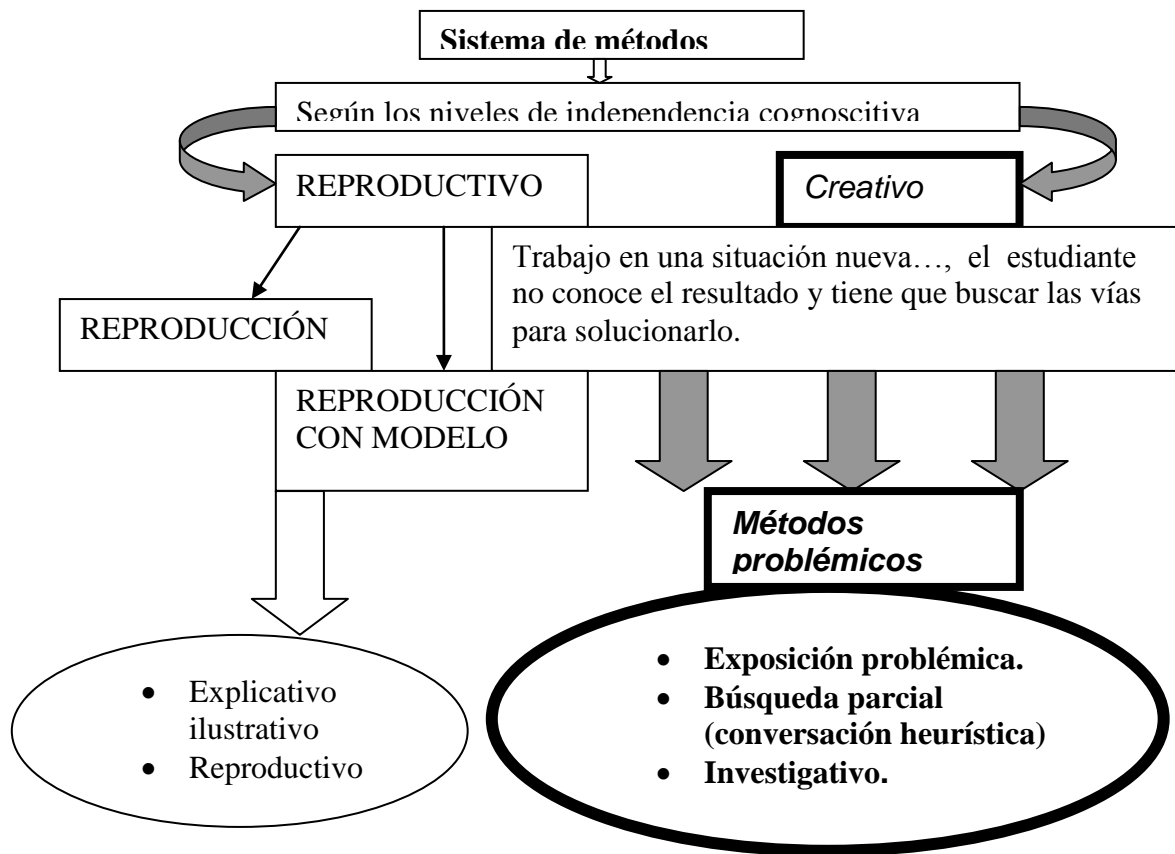 Sistema de métodos
Según los niveles de independencia cognoscitiva
REPRODUCTIVO
Creativo
Trabajo en una situación nueva…, el estudiante
no conoce el resultado y tiene que buscar las vías
para solucionarlo.
REPRODUCCIÓN
REPRODUCCIÓN
CON MODELO
Métodos
problémicos
• Explicativo
ilustrativo
• Reproductivo
• Exposición problémica.
• Búsqueda parcial
(conversación heurística)
• Investigativo.